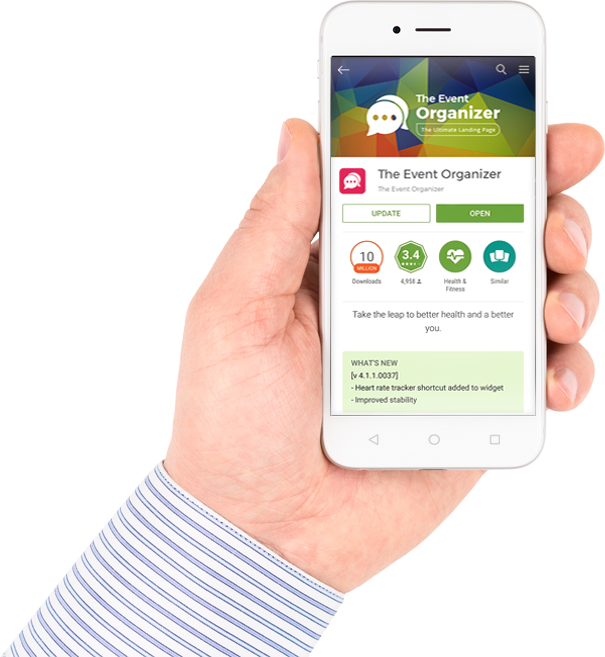 The Event
Organizer
The Ultimate Landing Page
The Event Organizer
The Event Organizer
UPDATE
OPEN
10
MILLION
Downloads
3.4
4,958
Health &
Fitness
Similar
Take the leap to better health and a better
you.
WHAT'S NEW
[v 4.1.1.0037]
- Heart rate tracker shortcut added to widget
- Improved stability